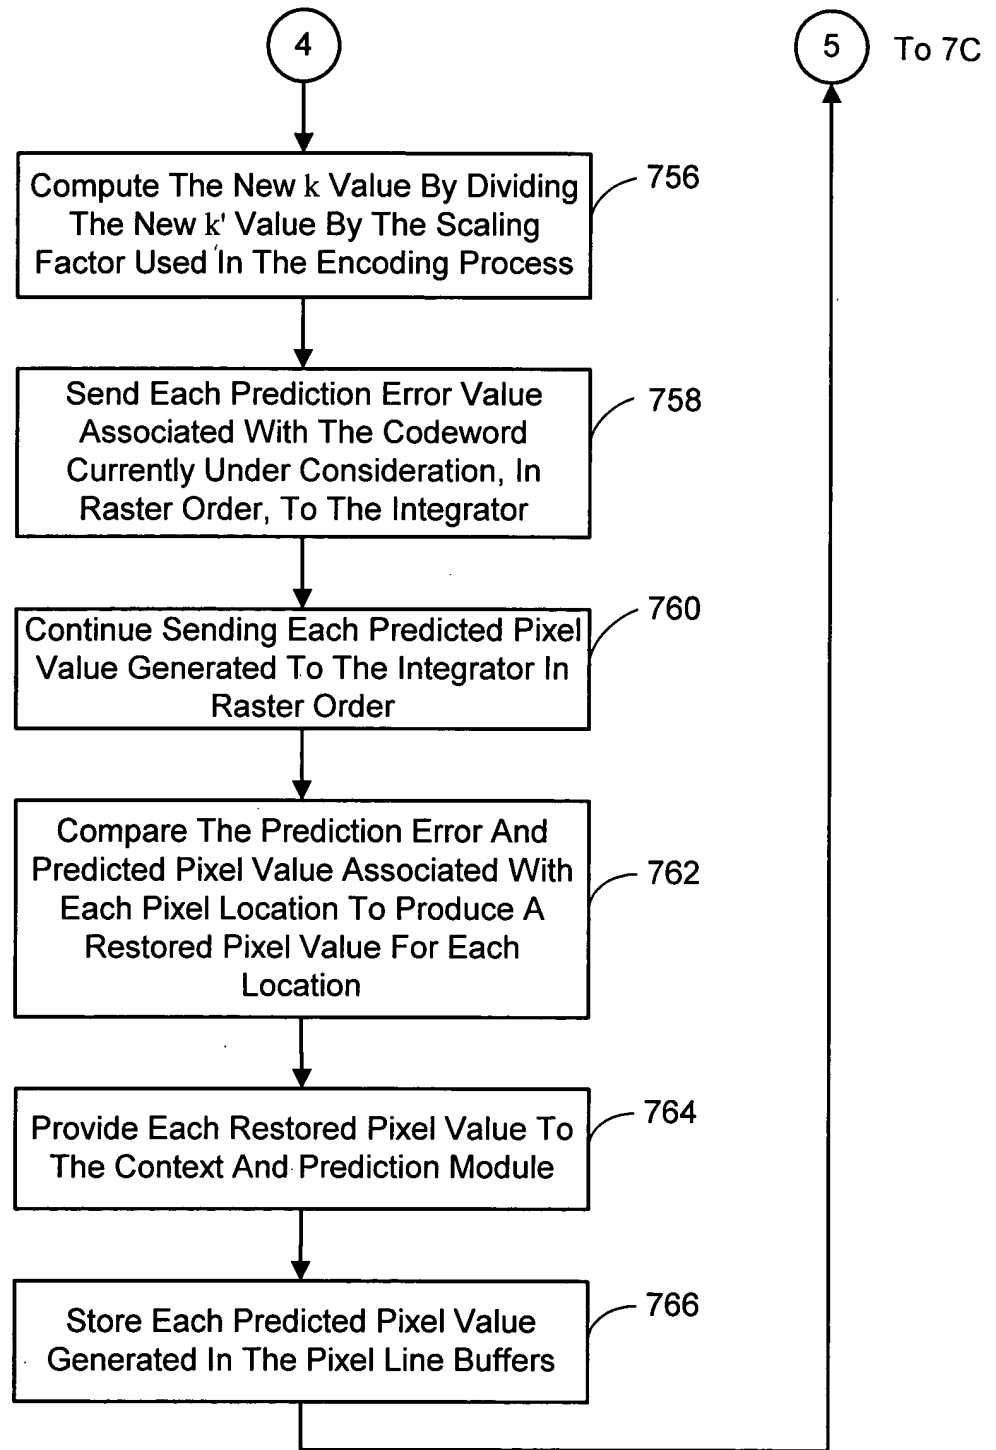 4
5 To 7C
Compute The New k Value By Dividing
The New k' Value By The Scaling
Factor Used In The Encoding Process
756
Send Each Prediction Error Value
Associated With The Codeword
Currently Under Consideration, In
Raster Order, To The Integrator
758
Continue Sending Each Predicted Pixel
Value Generated To The Integrator In
Raster Order
760
Compare The Prediction Error And
Predicted Pixel Value Associated With
Each Pixel Location To Produce A
Restored Pixel Value For Each
Location
762
Provide Each Restored Pixel Value To
The Context And Prediction Module
764
Store Each Predicted Pixel Value
Generated In The Pixel Line Buffers
766